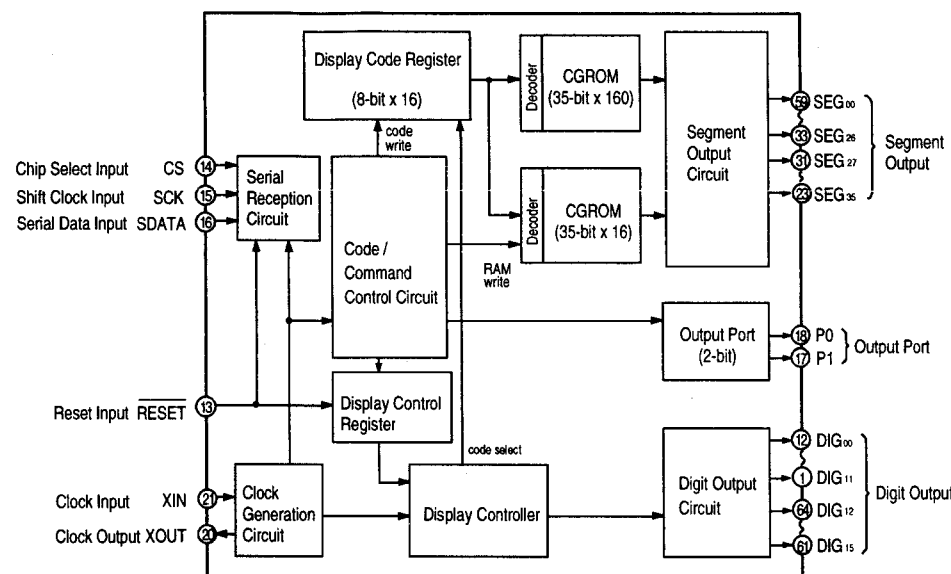 Display Code Register
(8-bit x 16)
Decoder
CGROM
(35-bit x 160)
Segment
Output
Circuit
59 SEG00
33 SEG26
31 SEG27
23 SEG35
Segment
Output
code
write
Chip Select Input CS 14
Shift Clock Input SCK 15
Serial Data Input SDATA 16
Serial
Reception
Circuit
Code /
Command
Control Circuit
Decoder
CGROM
(35-bit x 16)
RAM
write
Output Port
(2-bit)
18 P0
17 P1
Output Port
Reset Input RESET 13
Display Control
Register
code select
Clock Input XIN 21
Clock Output XOUT 20
Clock
Generation
Circuit
Display Controller
Digit Output
Circuit
12 DIG00
1 DIG11
64 DIG12
61 DIG15
Digit Output